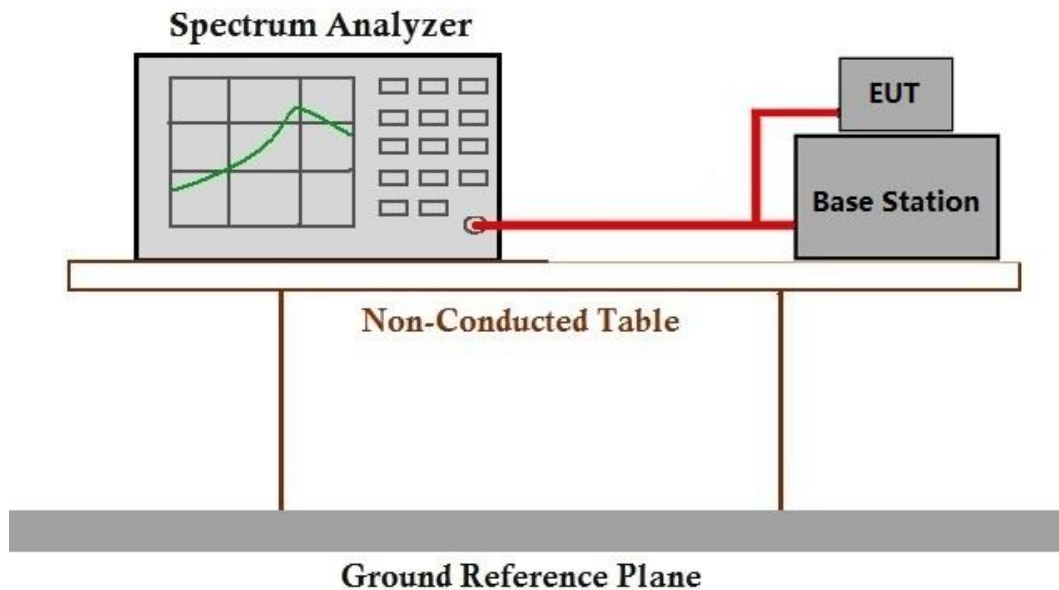 Spectrum Analyzer
EUT
Base Station
Non-Conducted Table
Ground Reference Plane